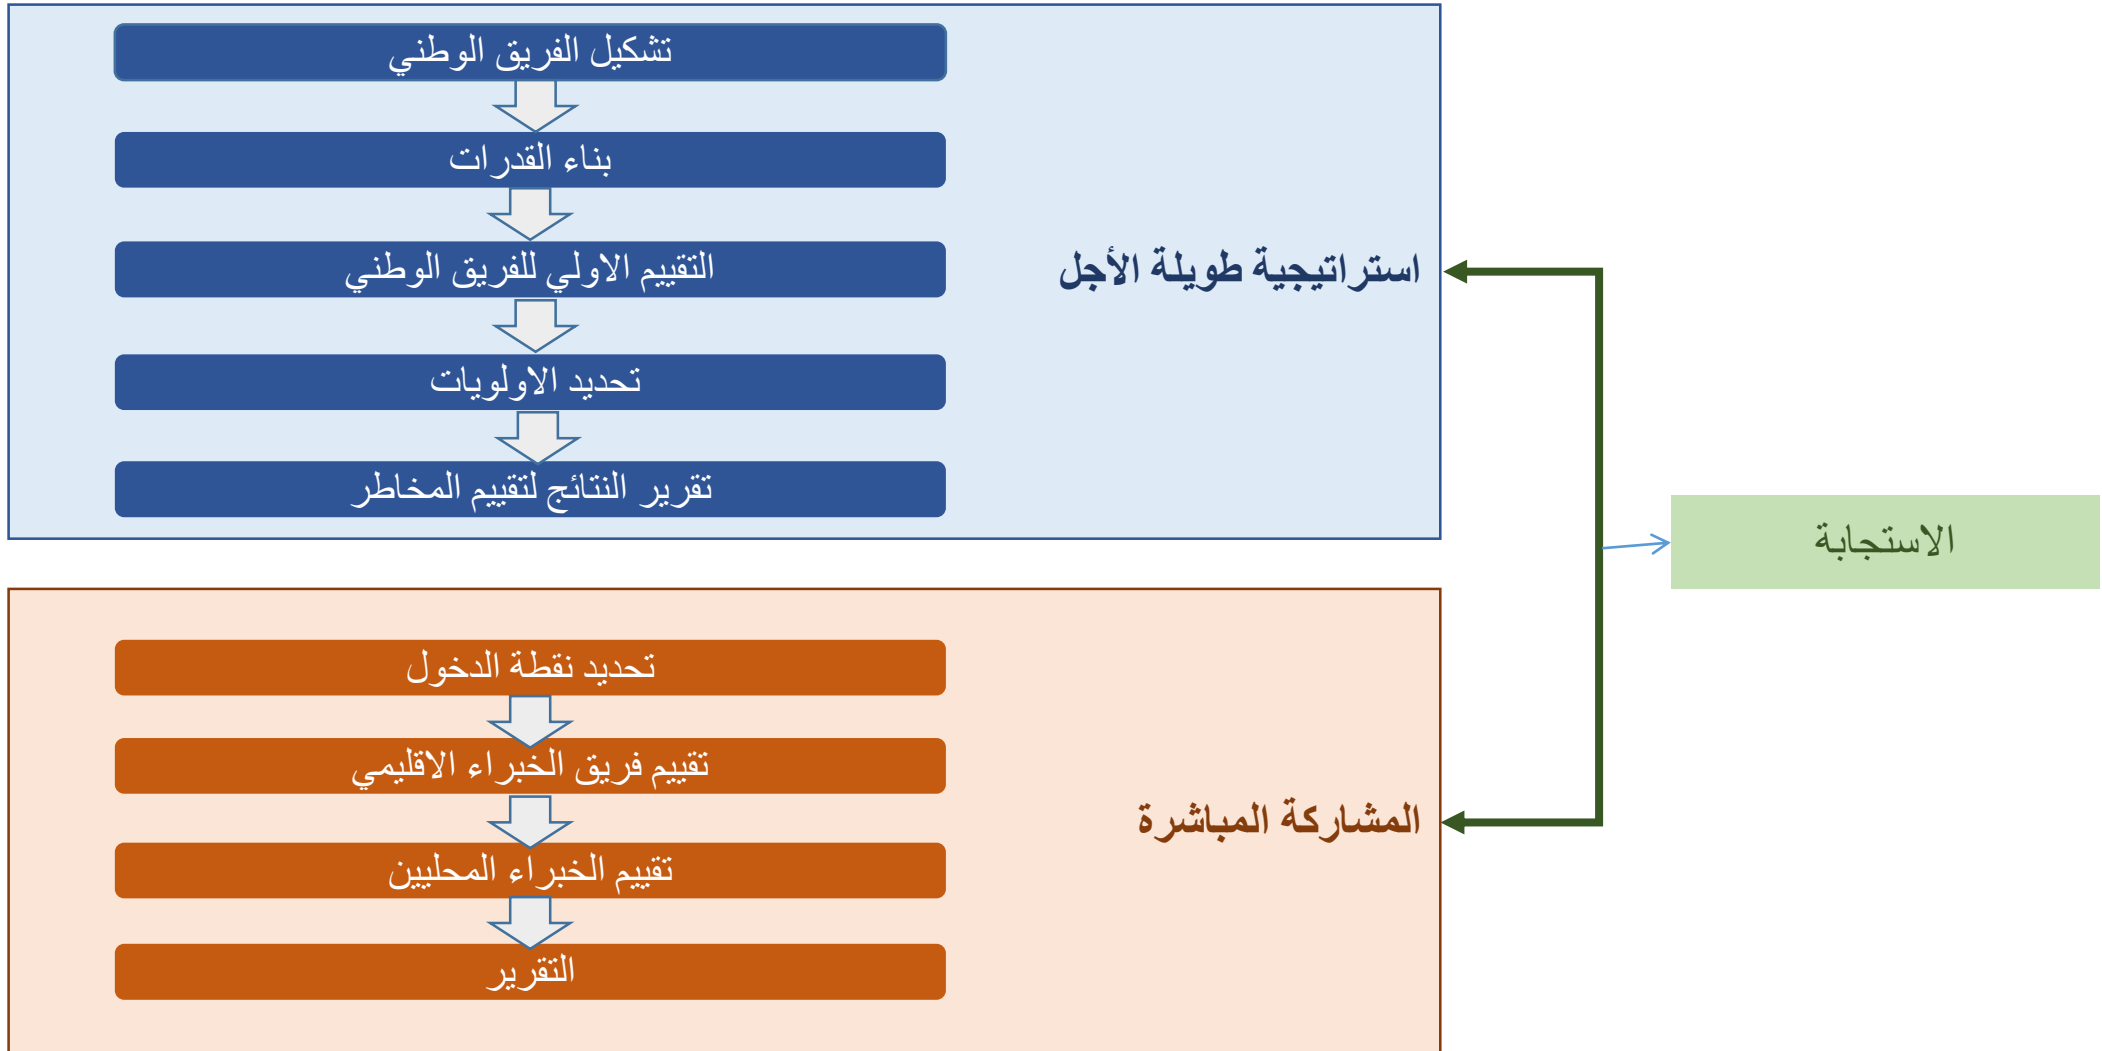 تشكيل الفريق الوطني
بناء القدرات
التقييم الاولي للفريق الوطني
تحديد الاولويات
تقرير النتائج لتقييم المخاطر
استراتيجية طويلة الأجل
الاستجابة
تحديد نقطة الدخول
تقييم فريق الخبراء الاقليمي
تقييم الخبراء المحليين
التقرير
المشاركة المباشرة